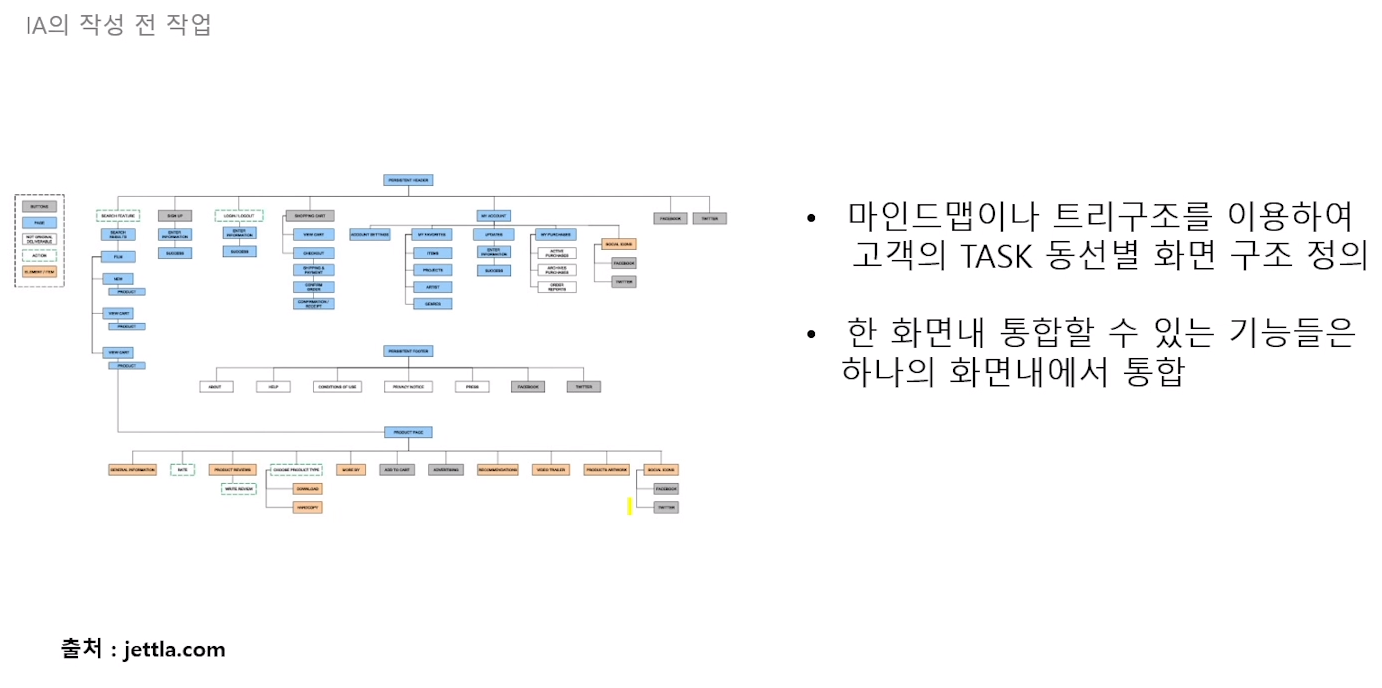 IA의 작성 전 작업
PERSISTENT HEADER
BUTTONS
PAGE
NOT ORIGINAL
DELIVERABLE
ACTION
ELEMENT / ITEM
SEARCH FEATURE
SIGN UP
LOGIN / LOGOUT
SHOPPING CART
MY ACCOUNT
FACEBOOK
TWITTER
SEARCH
RESULTS
ENTER
INFORMATION
ENTER
INFORMATION
VIEW CART
ACCOUNT SETTINGS
MY FAVORITES
UPDATES
MY PURCHASES
SOCIAL ICONS
FILM
SUCCESS
SUCCESS
CHECKOUT
ITEMS
ENTER
INFORMATION
ACTIVE
PURCHASES
FACEBOOK
SHIPPING &
PAYMENT
PROJECTS
SUCCESS
ARCHIVED
PURCHASES
TWITTER
VIEW
PRODUCT
CONFIRM
ORDER
ARTIST
ORDER
REPORTS
CONFIRMATION /
RECEIPT
GENRES
VIEW CART
PRODUCT
VIEW CART
PRODUCT
PERSISTENT FOOTER
ABOUT
HELP
CONDITIONS OF USE
PRIVACY NOTICE
PRESS
FACEBOOK
TWITTER
PRODUCT PAGE
GENERAL INFORMATION
RATE
PRODUCT REVIEWS
CHOOSE PRODUCT TYPE
MORE BY
ADD TO CART
ADVERTISING
RECOMMENDATIONS
VIDEO TRAILER
PRODUCTS ARTWORK
SOCIAL ICONS
WRITE REVIEW
DOWNLOAD
FACEBOOK
HARDCOPY
TWITTER
• 마인드맵이나 트리구조를 이용하여
고객의 TASK 동선별 화면 구조 정의
• 한 화면내 통합할 수 있는 기능들은
하나의 화면내에서 통합
출처 : jettla.com